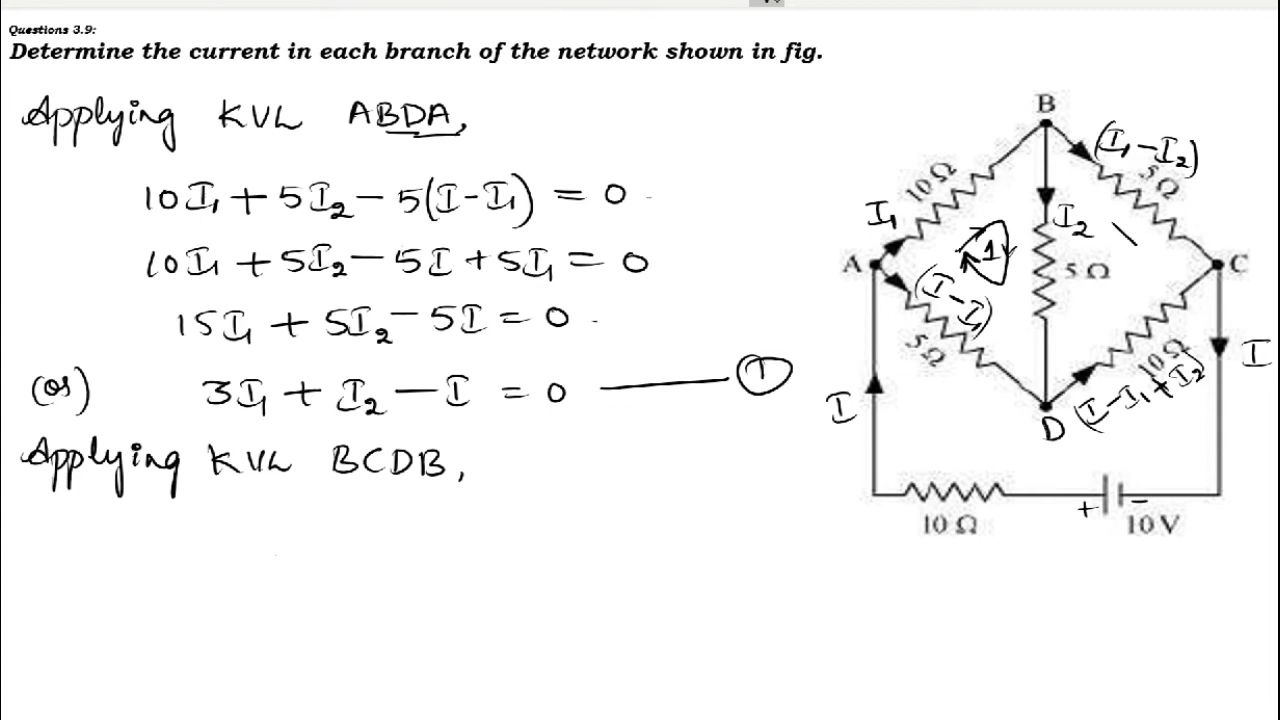 Questions 3.9:
Determine the current in each branch of the network shown in fig.
Applying KVL ABDA,
10I₁ + 5I₂ - 5(I-I₁) = 0
10I₁ + 5I₂ - 5I + 5I₁ = 0
15I₁ + 5I₂ - 5I = 0
(or) 3I₁ + I₂ - I = 0 ——— ①
Applying KVL BCDB,
B
(I₁-I₂)
10Ω
5Ω
I₁
I₂
1
A
5Ω
C
(I-I₁)
5Ω
10Ω
I
I
D
(I-I₁+I₂)
+
-
10Ω
10V